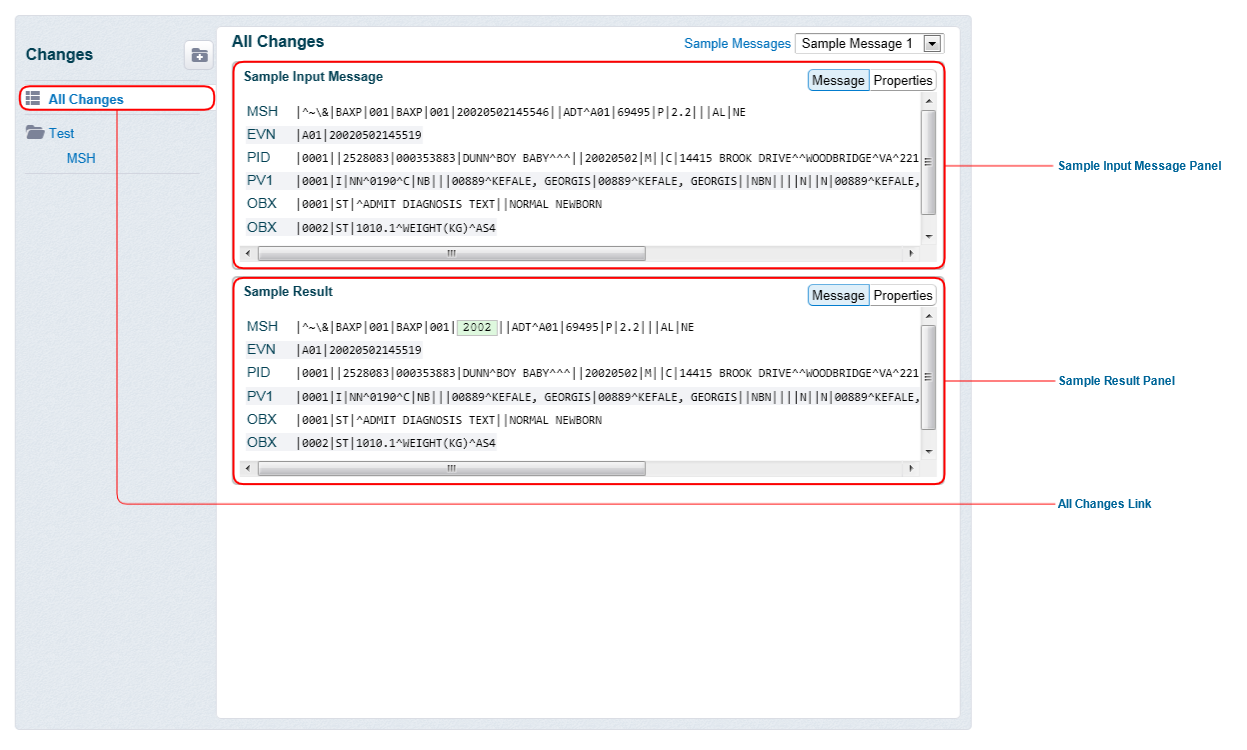 Changes
All Changes
Test
MSH
All Changes
Sample Messages Sample Message 1
Sample Input Message
Message Properties
MSH |^~\&|BAXP|001|BAXP|001|20020502145546||ADT^A01|69495|P|2.2|||AL|NE
EVN |A01|20020502145519
PID |0001||2528083|000353883|DUNN^BOY BABY^^^||20020502|M||C|14415 BROOK DRIVE^^WOODBRIDGE^VA^221
PV1 |0001|I|NN^0190^C|NB|||00889^KEFALE, GEORGIS|00889^KEFALE, GEORGIS||NBN||||N||N|00889^KEFALE,
OBX |0001|ST|^ADMIT DIAGNOSIS TEXT||NORMAL NEWBORN
OBX |0002|ST|1010.1^WEIGHT(KG)^AS4
Sample Result
Message Properties
MSH |^~\&|BAXP|001|BAXP|001|2002||ADT^A01|69495|P|2.2|||AL|NE
EVN |A01|20020502145519
PID |0001||2528083|000353883|DUNN^BOY BABY^^^||20020502|M||C|14415 BROOK DRIVE^^WOODBRIDGE^VA^221
PV1 |0001|I|NN^0190^C|NB|||00889^KEFALE, GEORGIS|00889^KEFALE, GEORGIS||NBN||||N||N|00889^KEFALE,
OBX |0001|ST|^ADMIT DIAGNOSIS TEXT||NORMAL NEWBORN
OBX |0002|ST|1010.1^WEIGHT(KG)^AS4
Sample Input Message Panel
Sample Result Panel
All Changes Link